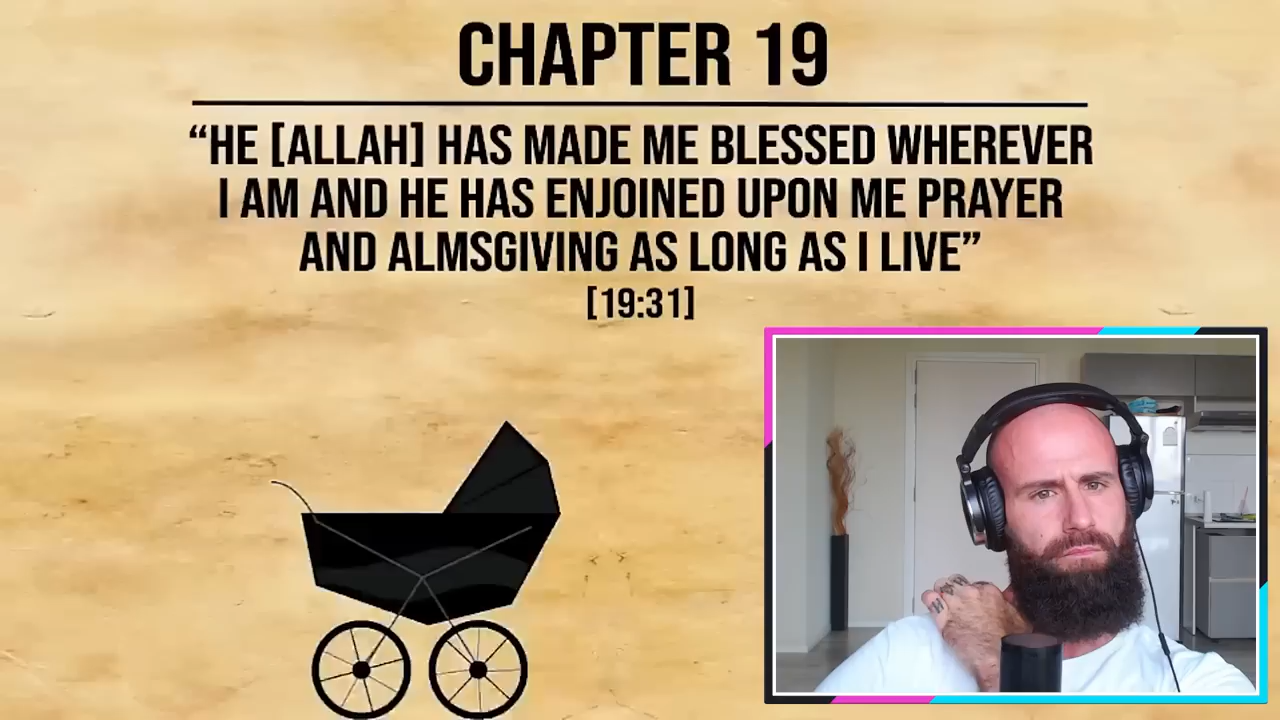 CHAPTER 19
“HE [ALLAH] HAS MADE ME BLESSED WHEREVER
I AM AND HE HAS ENJOINED UPON ME PRAYER
AND ALMSGIVING AS LONG AS I LIVE”
[19:31]